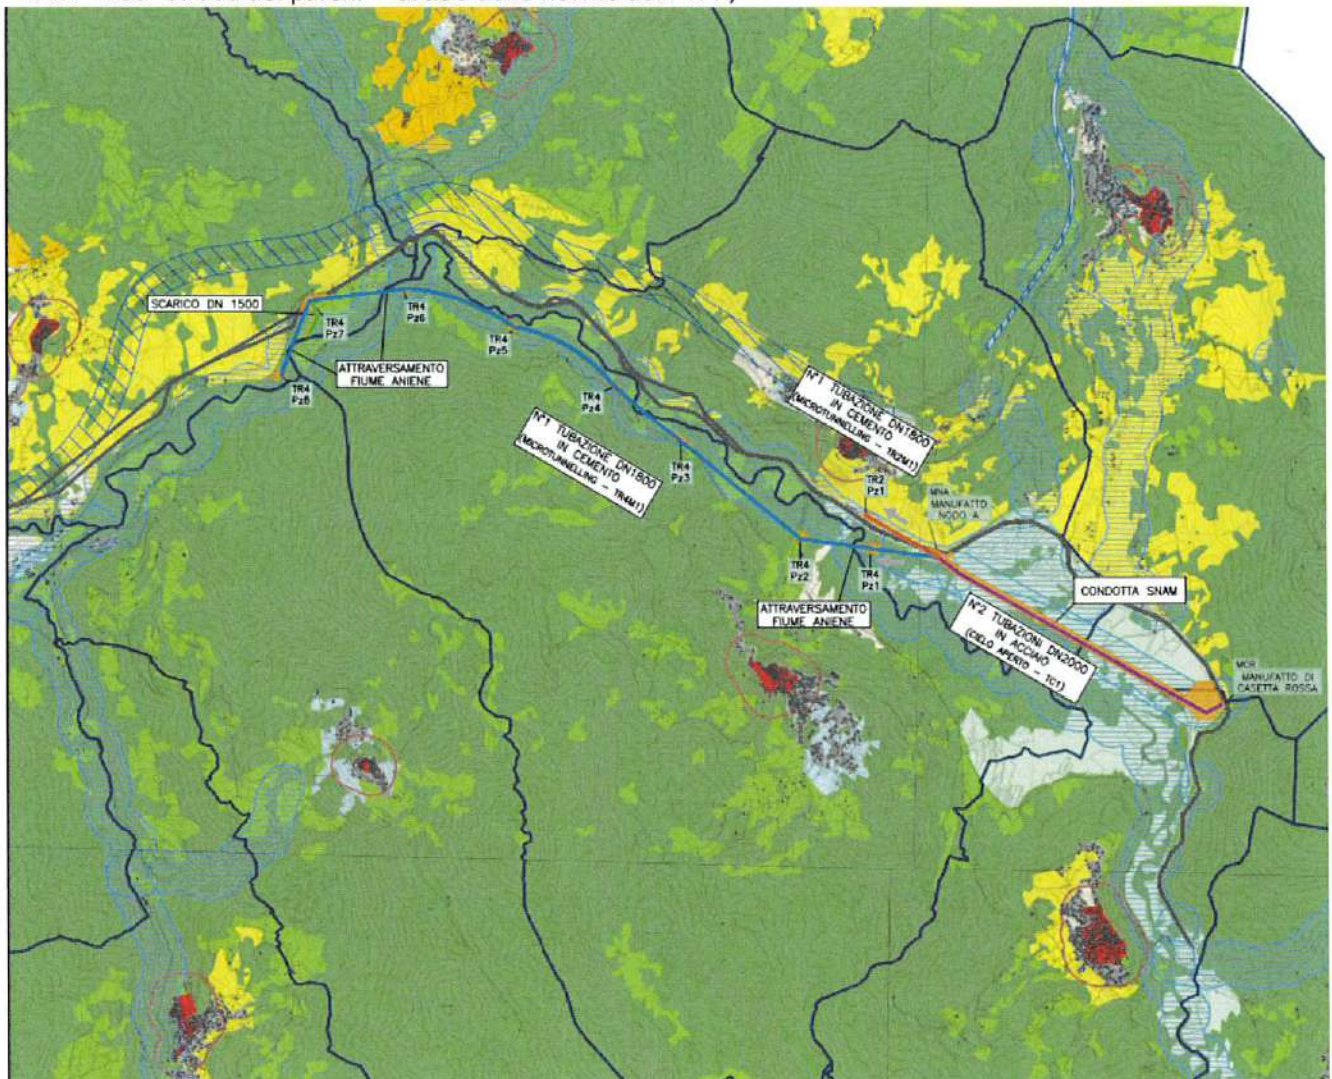 SCARICO DN 1500
TR4
Pz7
TR4
Pz6
TR4
Pz5
ATTRAVERSAMENTO
FIUME ANIENE
TR4
Pz8
TR4
Pz4
N°1 TUBAZIONE DN1800
IN CEMENTO
(MICROTUNNELLING - TR4M1)
N°1 TUBAZIONE DN1800
IN CEMENTO
(MICROTUNNELLING - TR2M1)
TR4
Pz3
TR2
Pz1
MNA
MANUFATTO
NODO A
TR4
Pz2
TR4
Pz1
ATTRAVERSAMENTO
FIUME ANIENE
CONDOTTA SNAM
N°2 TUBAZIONI DN2000
IN ACCIAIO
(CIELO APERTO - TC1)
MCR
MANUFATTO DI
CASETTA ROSSA